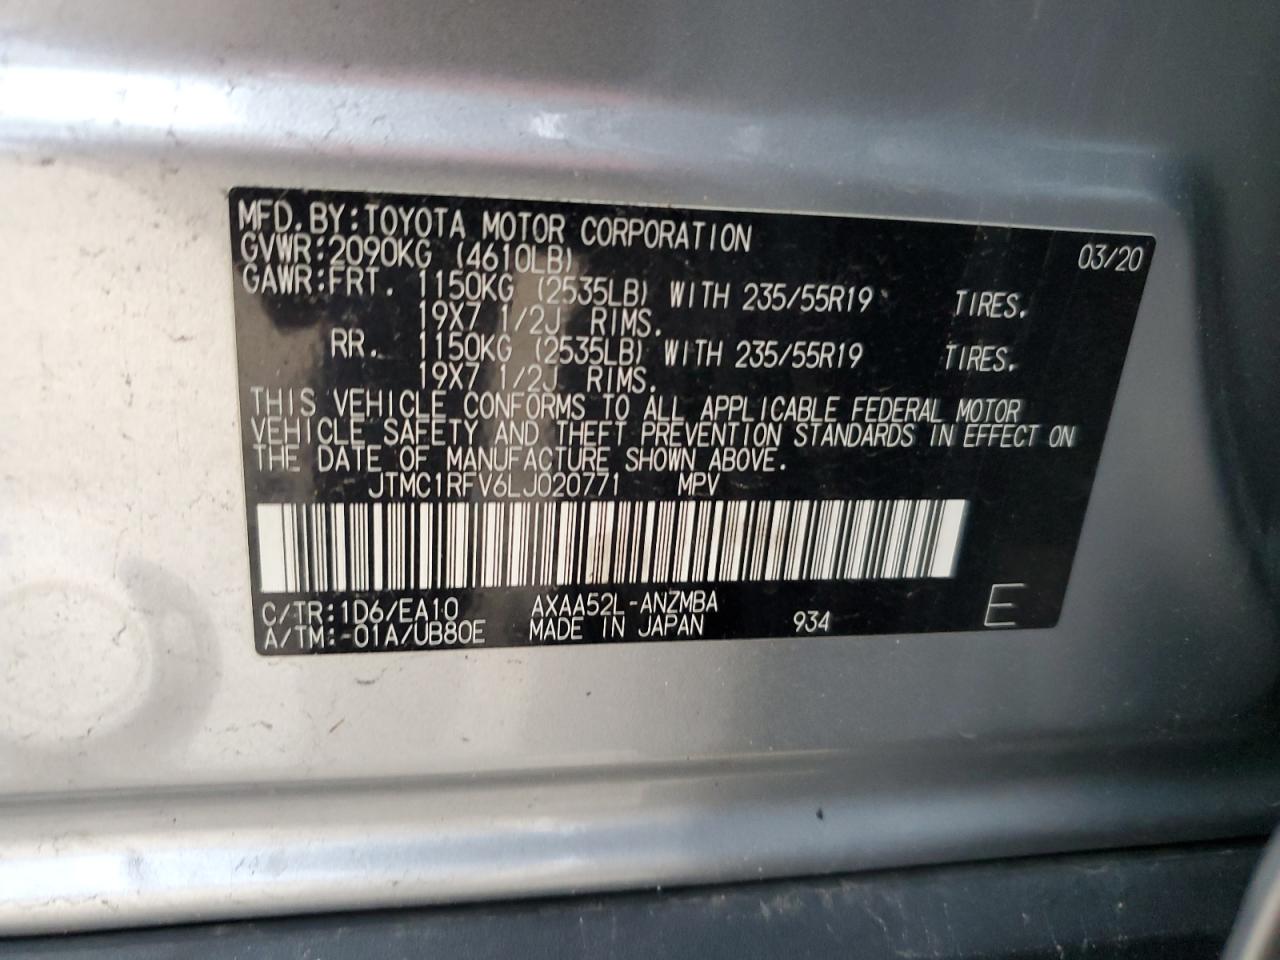 MFD.BY:TOYOTA MOTOR CORPORATION 03/20
GVWR:2090KG (4610LB)
GAWR:FRT. 1150KG (2535LB) WITH 235/55R19 TIRES.
19X7 1/2J RIMS.
RR. 1150KG (2535LB) WITH 235/55R19 TIRES.
19X7 1/2J RIMS.
THIS VEHICLE CONFORMS TO ALL APPLICABLE FEDERAL MOTOR
VEHICLE SAFETY AND THEFT PREVENTION STANDARDS IN EFFECT ON
THE DATE OF MANUFACTURE SHOWN ABOVE.
JTMC1RFV6LJ020771 MPV
C/TR:1D6/EA10 AXAA52L-ANZMBA
A/TM:-01A/UB80E MADE IN JAPAN 934 E